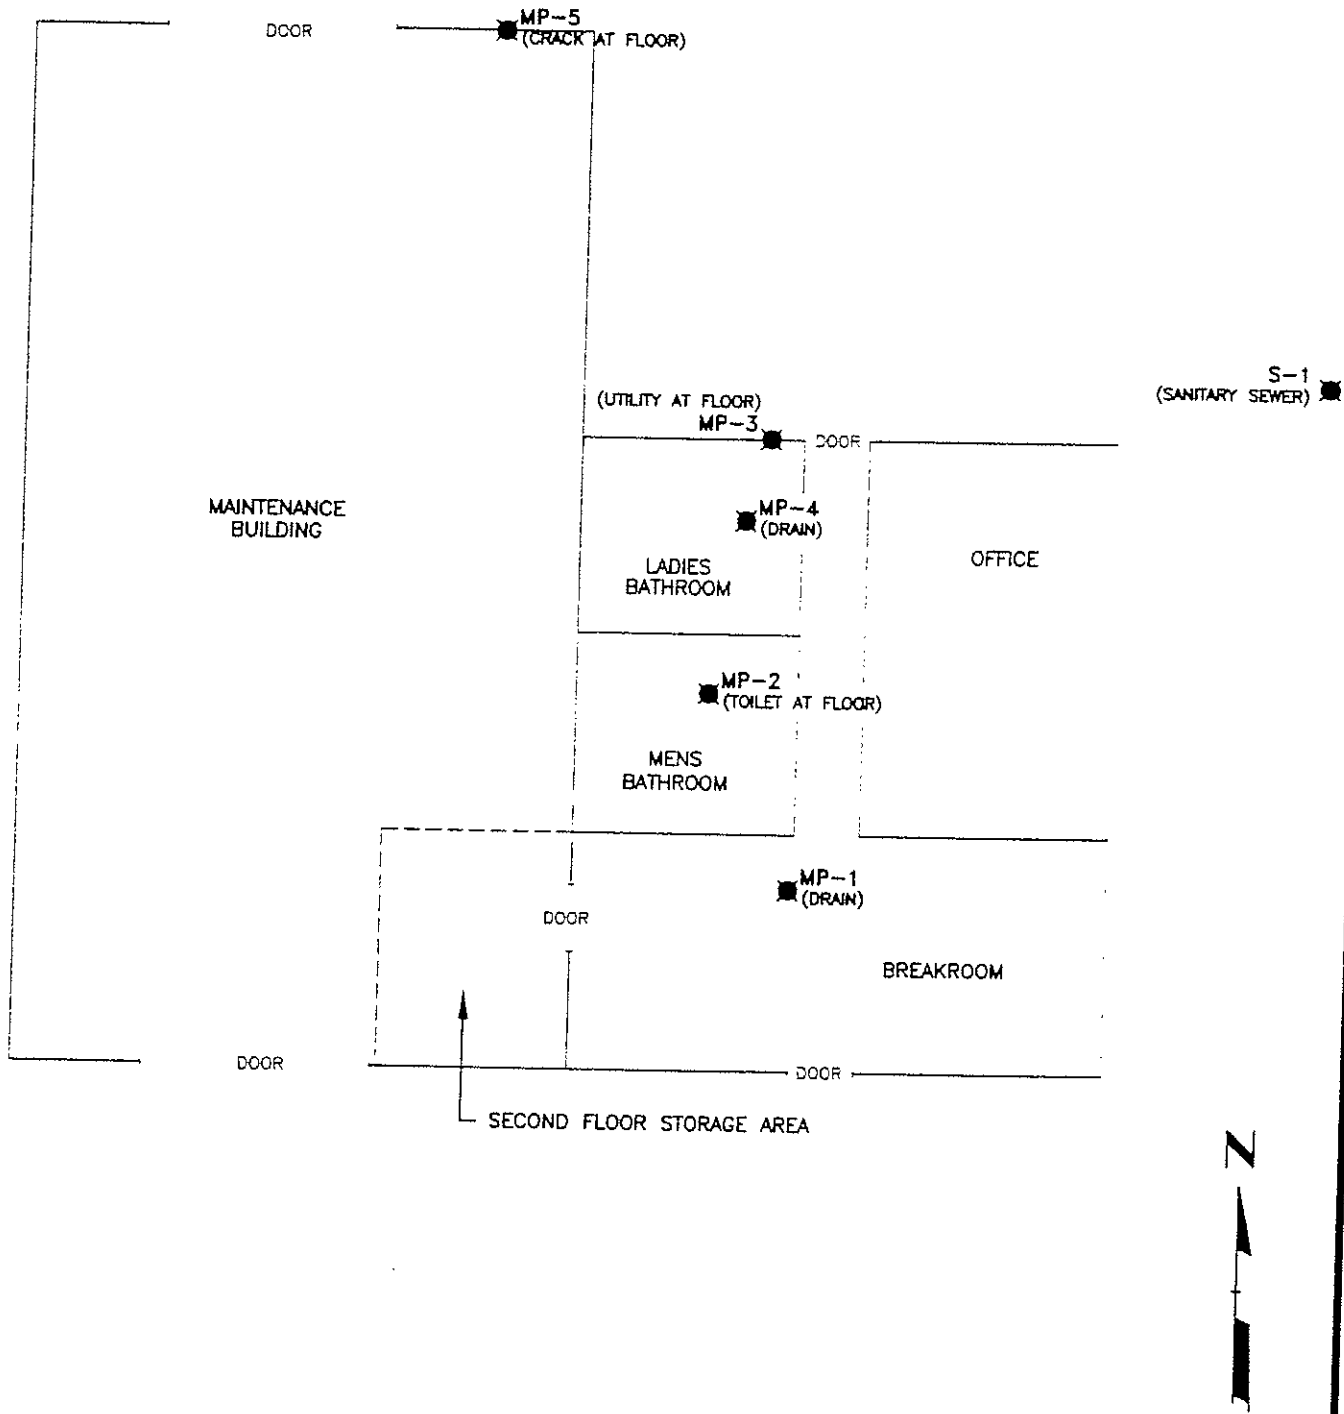 MP-5
(CRACK AT FLOOR)
DOOR
S-1
(SANITARY SEWER)
(UTILITY AT FLOOR)
MP-3
DOOR
MAINTENANCE
BUILDING
MP-4
(DRAIN)
OFFICE
LADIES
BATHROOM
MP-2
(TOILET AT FLOOR)
MENS
BATHROOM
MP-1
(DRAIN)
DOOR
BREAKROOM
DOOR
DOOR
SECOND FLOOR STORAGE AREA
N